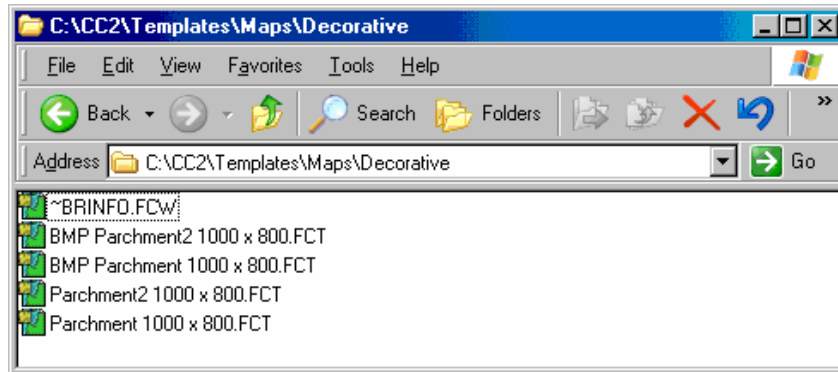 C:\CC2\Templates\Maps\Decorative
File Edit View Favorites Tools Help
Back Search Folders »
Address C:\CC2\Templates\Maps\Decorative Go
~BRINFO.FCW
BMP Parchment2 1000 x 800.FCT
BMP Parchment 1000 x 800.FCT
Parchment2 1000 x 800.FCT
Parchment 1000 x 800.FCT